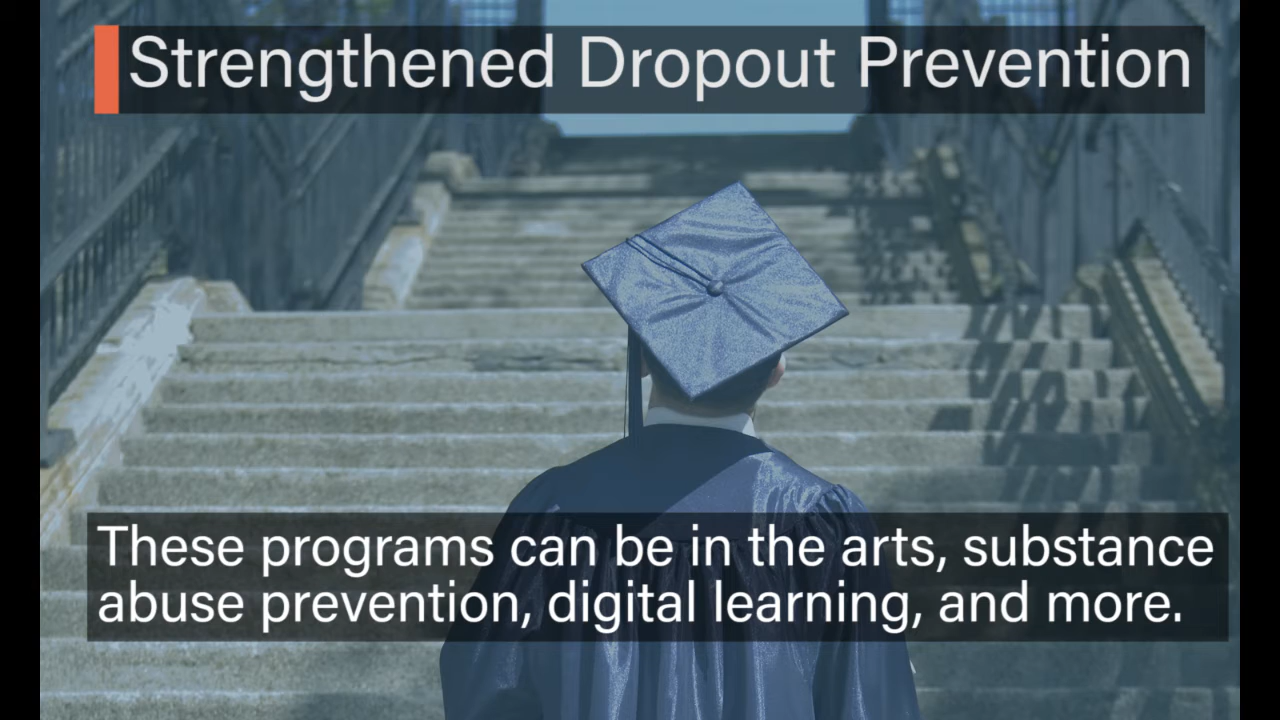 Strengthened Dropout Prevention
These programs can be in the arts, substance
abuse prevention, digital learning, and more.